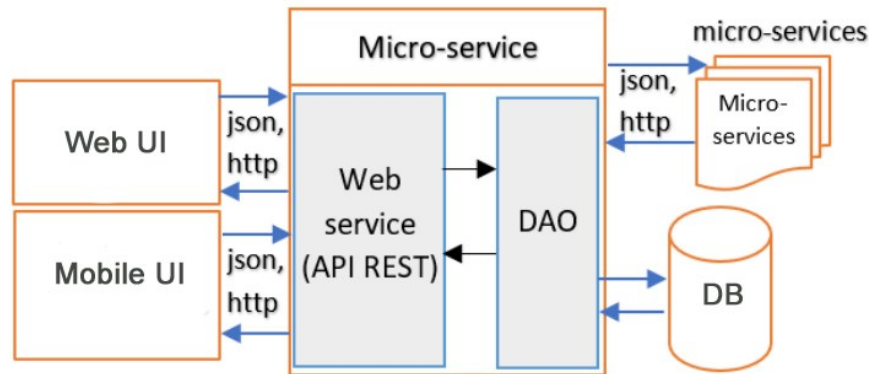 Micro-service
micro-services
Web UI
json,
http
Mobile UI
json,
http
Web
service
(API REST)
DAO
json,
http
Micro-
services
DB